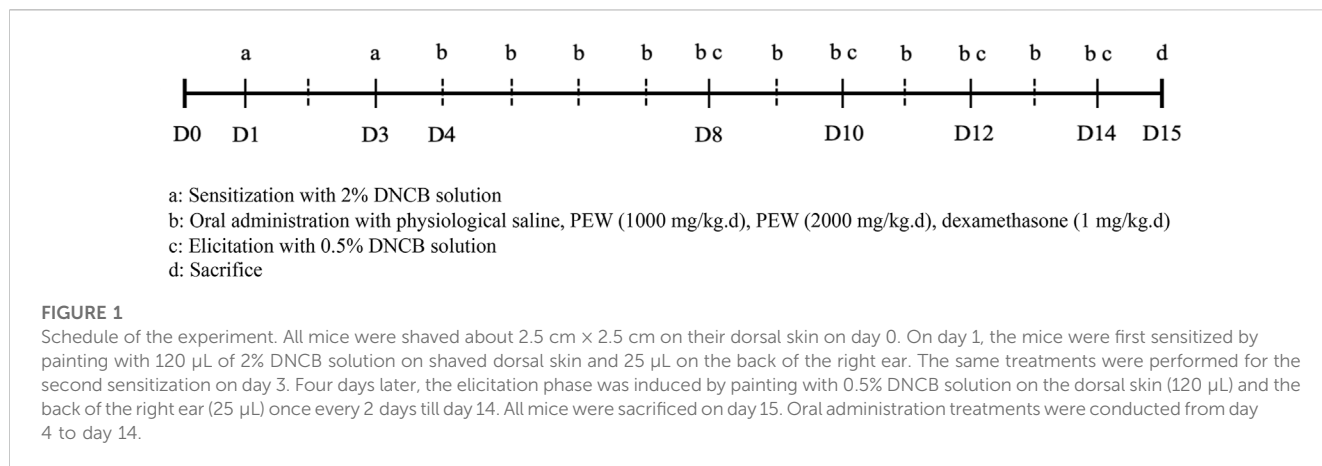 a a b b b b b c b b c b b c b b c d
D0 D1 D3 D4 D8 D10 D12 D14 D15
a: Sensitization with 2% DNCB solution
b: Oral administration with physiological saline, PEW (1000 mg/kg.d), PEW (2000 mg/kg.d), dexamethasone (1 mg/kg.d)
c: Elicitation with 0.5% DNCB solution
d: Sacrifice
FIGURE 1
Schedule of the experiment. All mice were shaved about 2.5 cm × 2.5 cm on their dorsal skin on day 0. On day 1, the mice were first sensitized by
painting with 120 µL of 2% DNCB solution on shaved dorsal skin and 25 µL on the back of the right ear. The same treatments were performed for the
second sensitization on day 3. Four days later, the elicitation phase was induced by painting with 0.5% DNCB solution on the dorsal skin (120 µL) and the
back of the right ear (25 µL) once every 2 days till day 14. All mice were sacrificed on day 15. Oral administration treatments were conducted from day
4 to day 14.